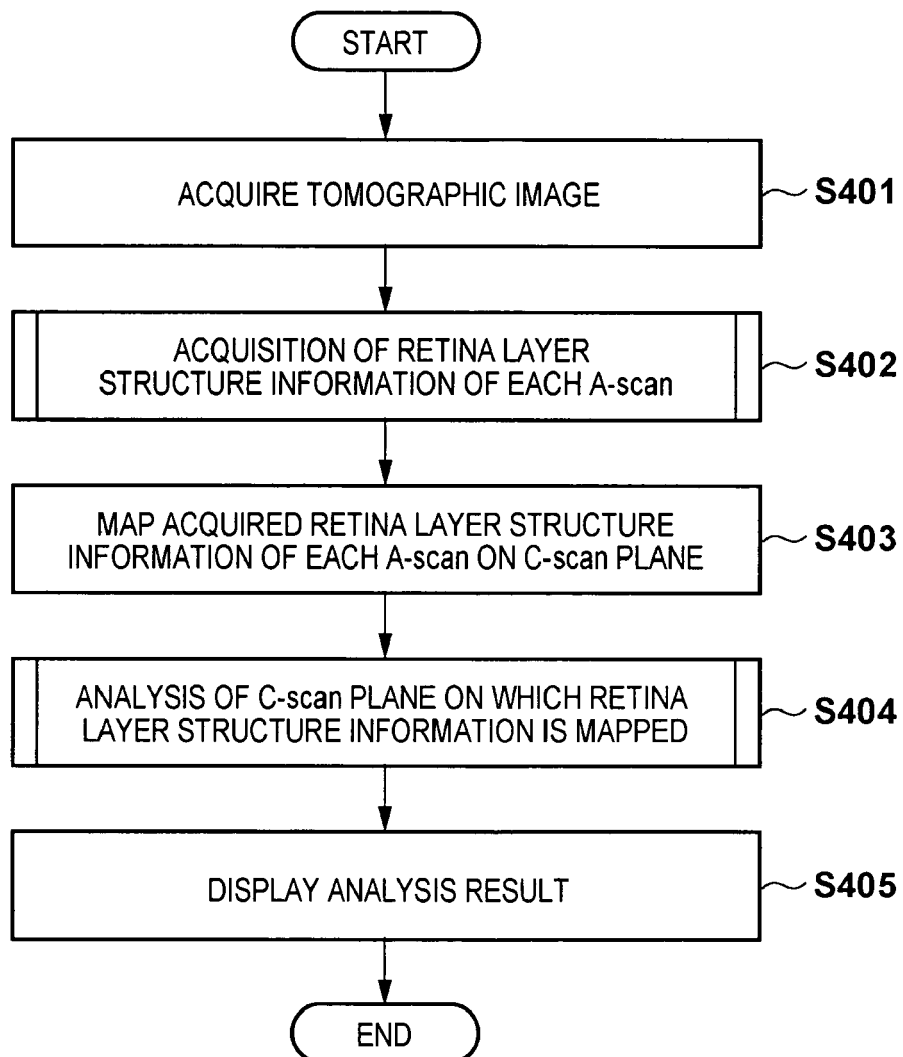 START
ACQUIRE TOMOGRAPHIC IMAGE
S401
ACQUISITION OF RETINA LAYER
STRUCTURE INFORMATION OF EACH A-scan
S402
MAP ACQUIRED RETINA LAYER STRUCTURE
INFORMATION OF EACH A-scan ON C-scan PLANE
S403
ANALYSIS OF C-scan PLANE ON WHICH RETINA
LAYER STRUCTURE INFORMATION IS MAPPED
S404
DISPLAY ANALYSIS RESULT
S405
END